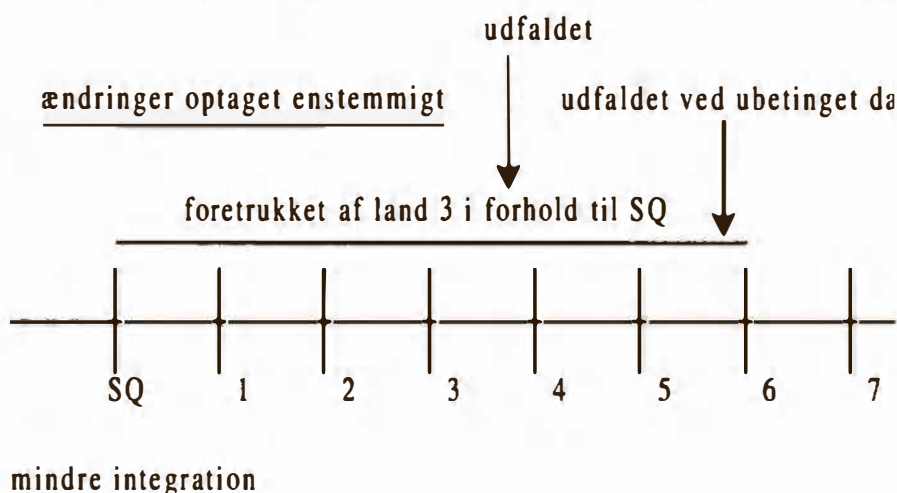 udfaldet
ændringer optaget enstemmigt
udfaldet ved ubetinget da
foretrukket af land 3 i forhold til SQ
SQ 1 2 3 4 5 6 7
mindre integration